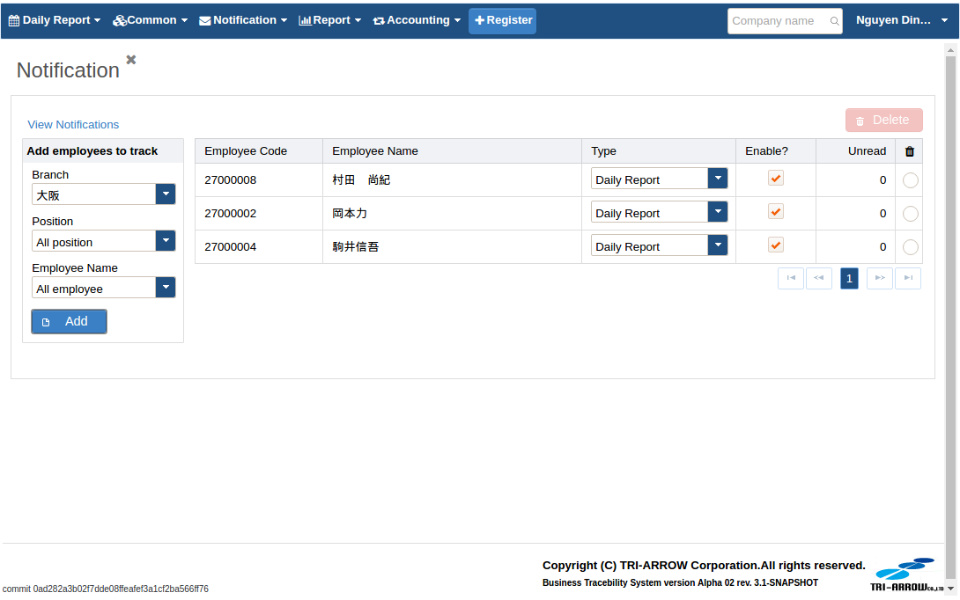 Daily Report Common Notification Report Accounting Register Company name Nguyen Din...
Notification
View Notifications
Delete
Add employees to track
Branch
大阪
Position
All position
Employee Name
All employee
Add
Employee Code Employee Name Type Enable? Unread
27000008 村田 尚紀 Daily Report 0
27000002 岡本力 Daily Report 0
27000004 駒井信吾 Daily Report 0
1
Copyright (C) TRI-ARROW Corporation.All rights reserved.
Business Tracebility System version Alpha 02 rev. 3.1-SNAPSHOT
TRI-ARROW CO.,LTD
commit 0ad282a3b02f7dde08ffeafef3a1cf2ba566ff76